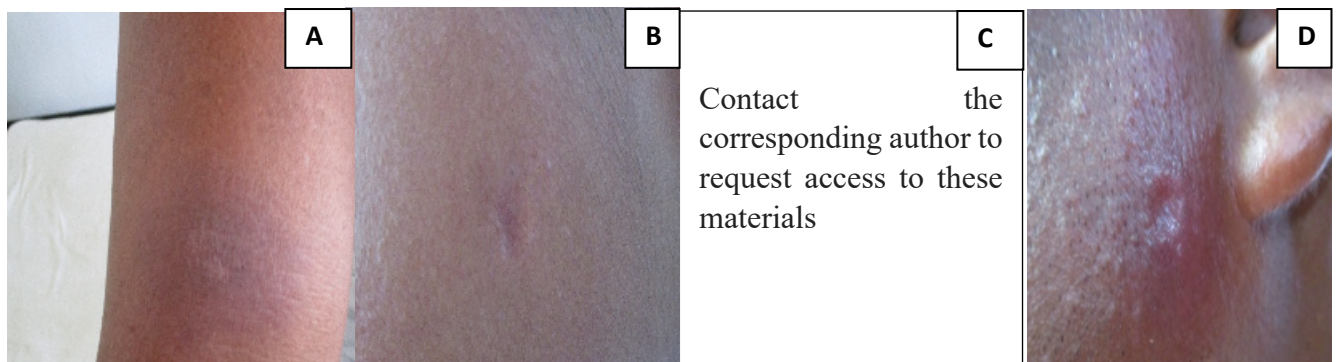 A
B
C
D
Contact the
corresponding author to
request access to these
materials